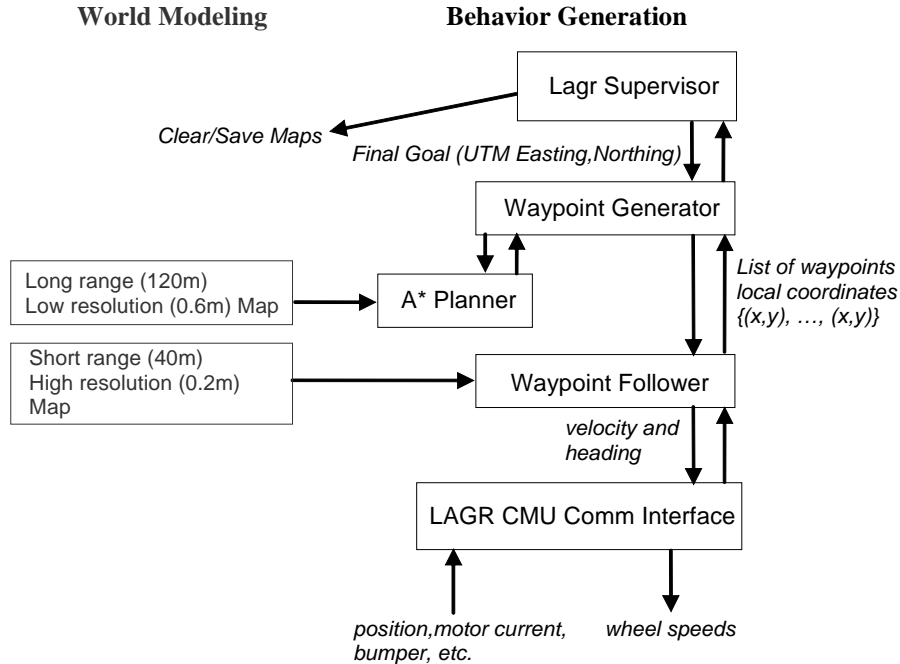 World Modeling
Behavior Generation
Lagr Supervisor
Clear/Save Maps
Final Goal (UTM Easting,Northing)
Waypoint Generator
Long range (120m)
Low resolution (0.6m) Map
A* Planner
List of waypoints
local coordinates
{(x,y), …, (x,y)}
Short range (40m)
High resolution (0.2m)
Map
Waypoint Follower
velocity and
heading
LAGR CMU Comm Interface
position,motor current,
bumper, etc.
wheel speeds